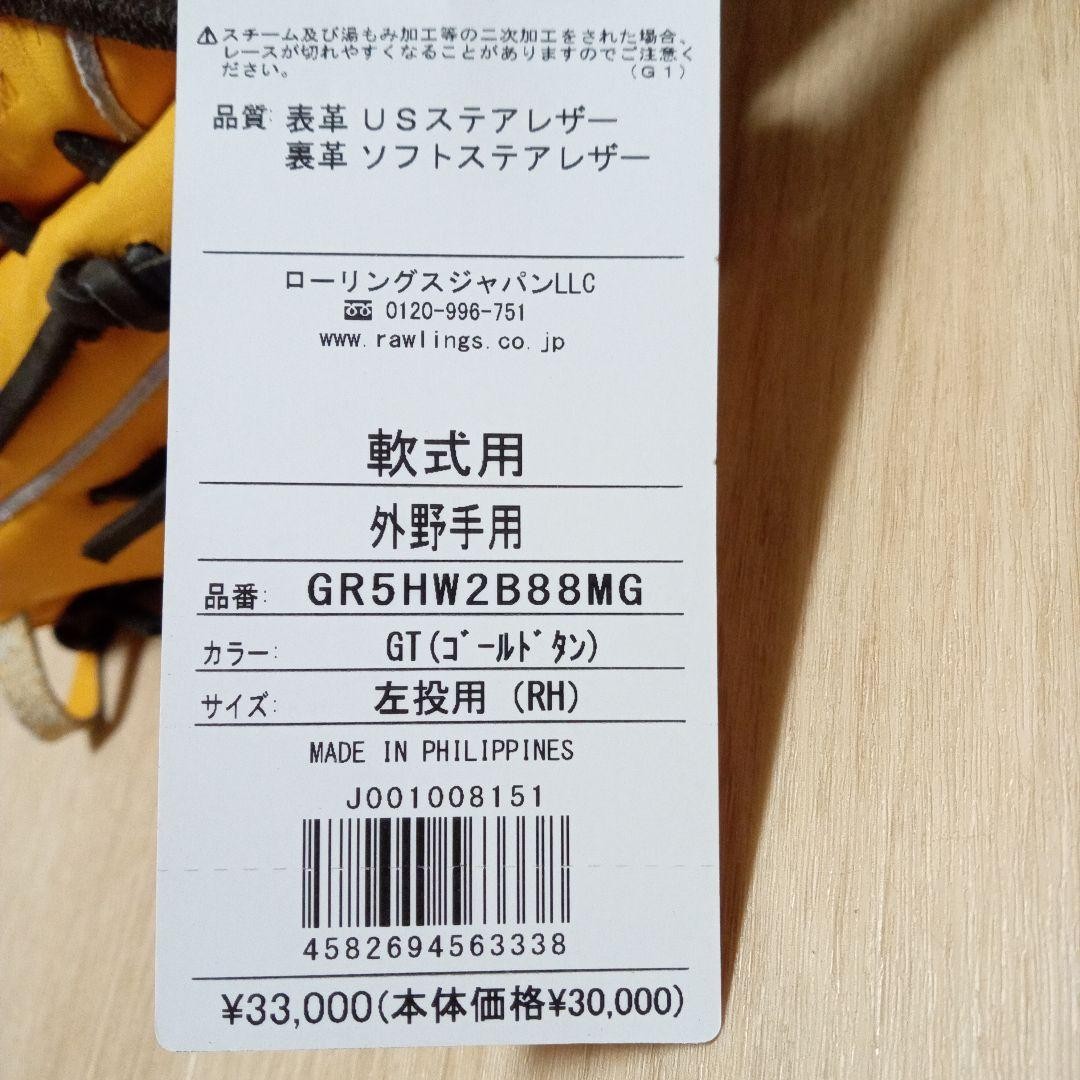 ⚠スチーム及び湯もみ加工等の二次加工をされた場合、
レースが切れやすくなることがありますのでご注意く
ださい。 (G1)
品質: 表革 USステアレザー
裏革 ソフトステアレザー
ローリングスジャパンLLC
0120-996-751
www.rawlings.co.jp
軟式用
外野手用
品番: GR5HW2B88MG
カラー: GT(ｺﾞｰﾙﾄﾞﾀﾝ)
サイズ: 左投用 (RH)
MADE IN PHILIPPINES
J001008151
4582694563338
¥33,000(本体価格¥30,000)